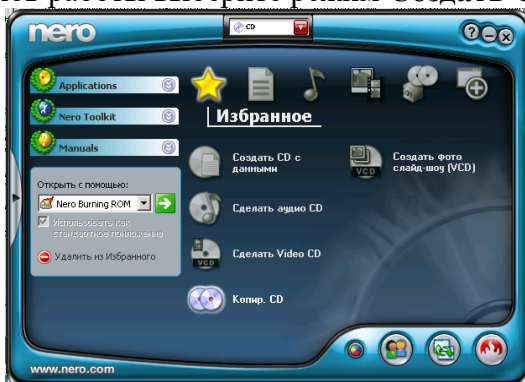 nero
CD
Applications
Nero Toolkit
Manuals
Открыть с помощью:
Nero Burning ROM
Использовать как
стандартное приложение
Удалить из Избранного
Избранное
Создать CD с
данными
Создать фото
слайд-шоу (VCD)
Сделать аудио CD
Сделать Video CD
Копир. CD
VCD
VCD
www.nero.com